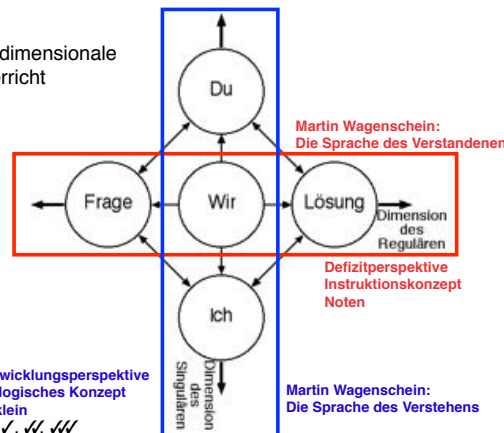 dimensionale
erricht
Du
Martin Wagenschein:
Die Sprache des Verstandenen
Frage
Wir
Lösung
Dimension
des
Regulären
Defizitperspektive
Instruktionskonzept
Noten
Ich
Dimension
des
Singulären
wicklungsperspektive
logisches Konzept
klein
✓, ✓✓, ✓✓✓
Martin Wagenschein:
Die Sprache des Verstehens